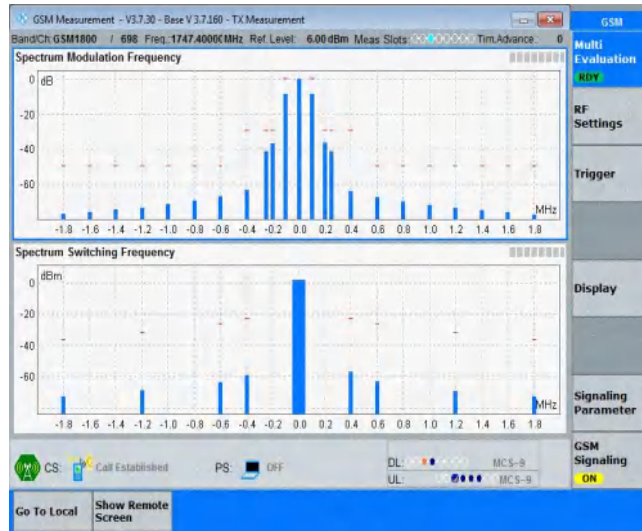 GSM Measurement - V3.7.30 - Base V 3.7.160 - TX Measurement
GSM
Band/Ch: GSM1800 / 698 Freq.: 1747.40000 MHz Ref. Level: 6.00 dBm Meas Slots: Tim.Advance: 0
Multi Evaluation
RDY
Spectrum Modulation Frequency
0 dB
-20
-40
-60
MHz
-1.8 -1.6 -1.4 -1.2 -1.0 -0.8 -0.6 -0.4 -0.2 0.0 0.2 0.4 0.6 0.8 1.0 1.2 1.4 1.6 1.8
RF Settings
Trigger
Spectrum Switching Frequency
0 dBm
-20
-40
-60
MHz
-1.8 -1.6 -1.4 -1.2 -1.0 -0.8 -0.6 -0.4 -0.2 0.0 0.2 0.4 0.6 0.8 1.0 1.2 1.4 1.6 1.8
Display
Signaling Parameter
CS: Call Established PS: OFF DL: MCS-9
UL: MCS-9
GSM Signaling
ON
Go To Local
Show Remote Screen